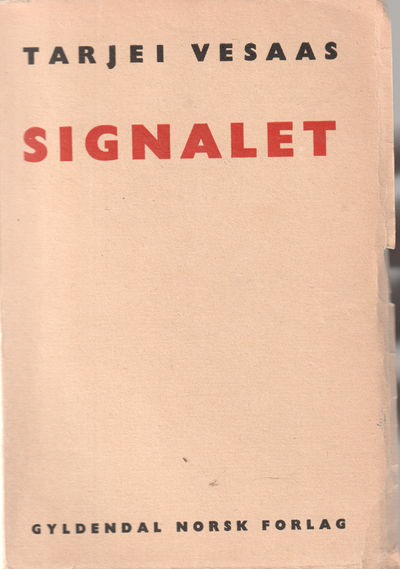 TARJEI VESAAS
SIGNALET
GYLDENDAL NORSK FORLAG